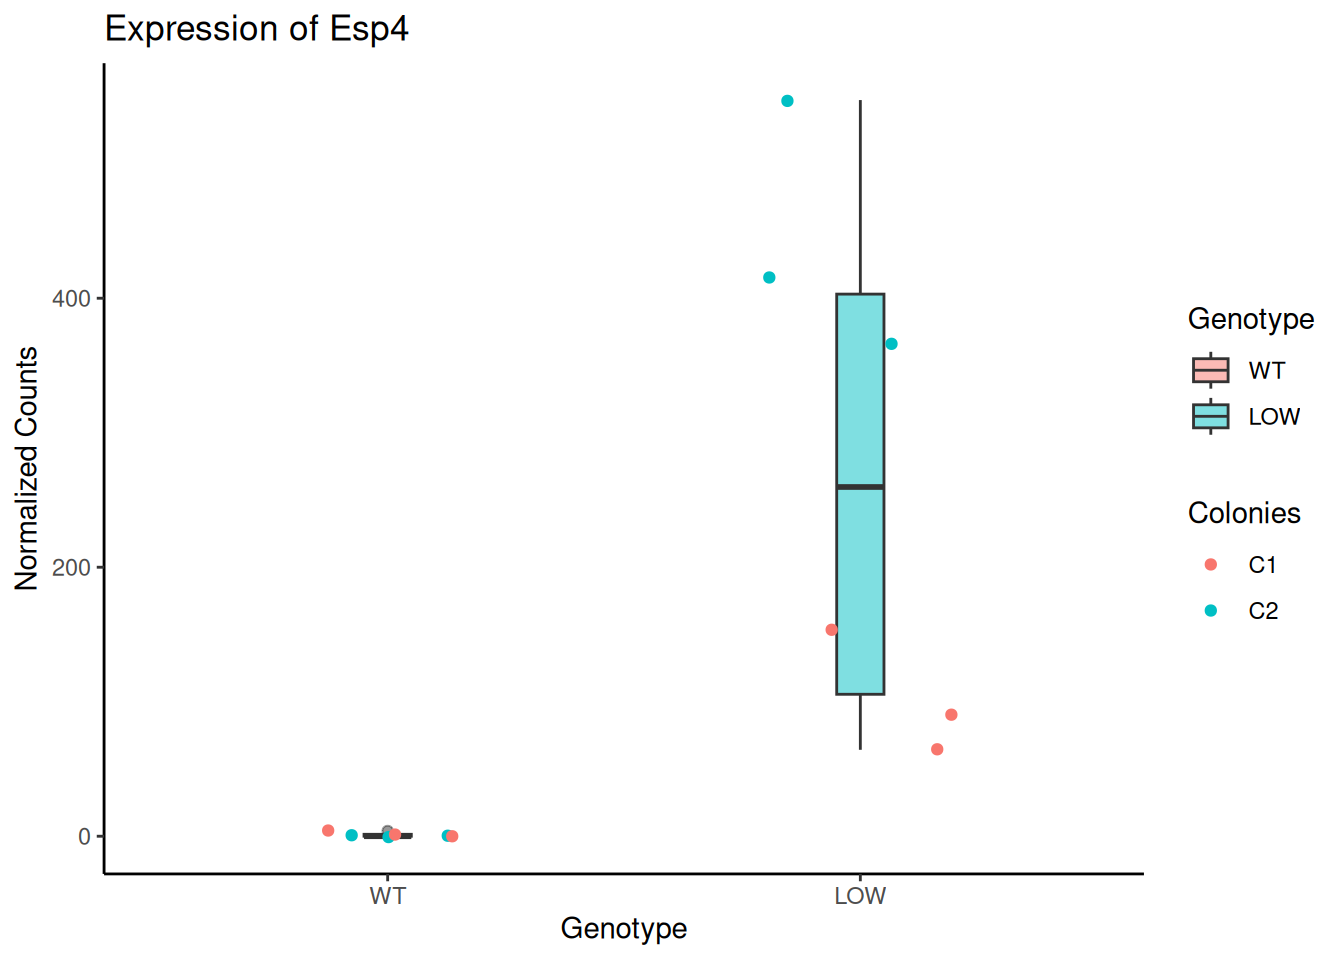 Expression of Esp4
Normalized Counts
400
200
0
WT
LOW
Genotype
Genotype
WT
LOW
Colonies
C1
C2